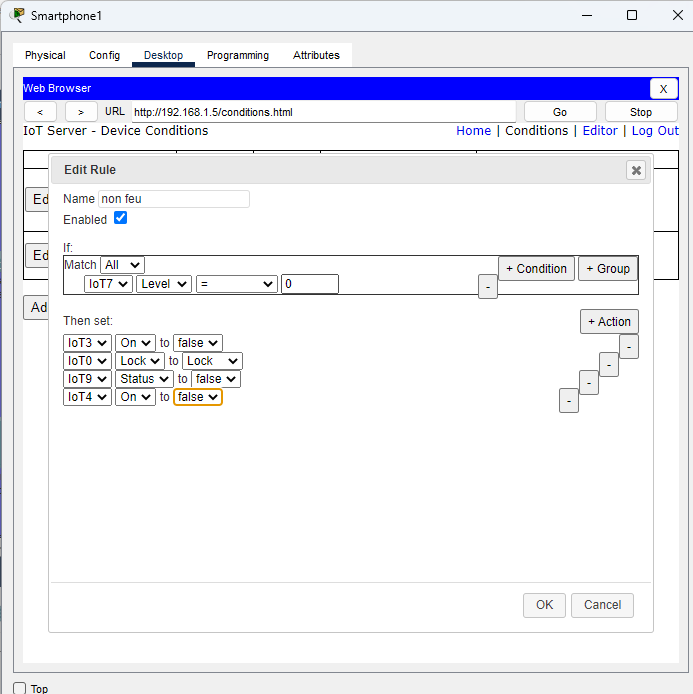 Smartphone1
Physical Config Desktop Programming Attributes
Web Browser X
< > URL http://192.168.1.5/conditions.html Go Stop
IoT Server - Device Conditions Home | Conditions | Editor | Log Out
Edit Rule
Ed
Name non feu
Enabled
If:
Ed
Match All + Condition + Group
IoT7 Level = 0 -
Ad
Then set: + Action
IoT3 On to false -
IoT0 Lock to Lock -
IoT9 Status to false -
IoT4 On to false -
OK Cancel
Top